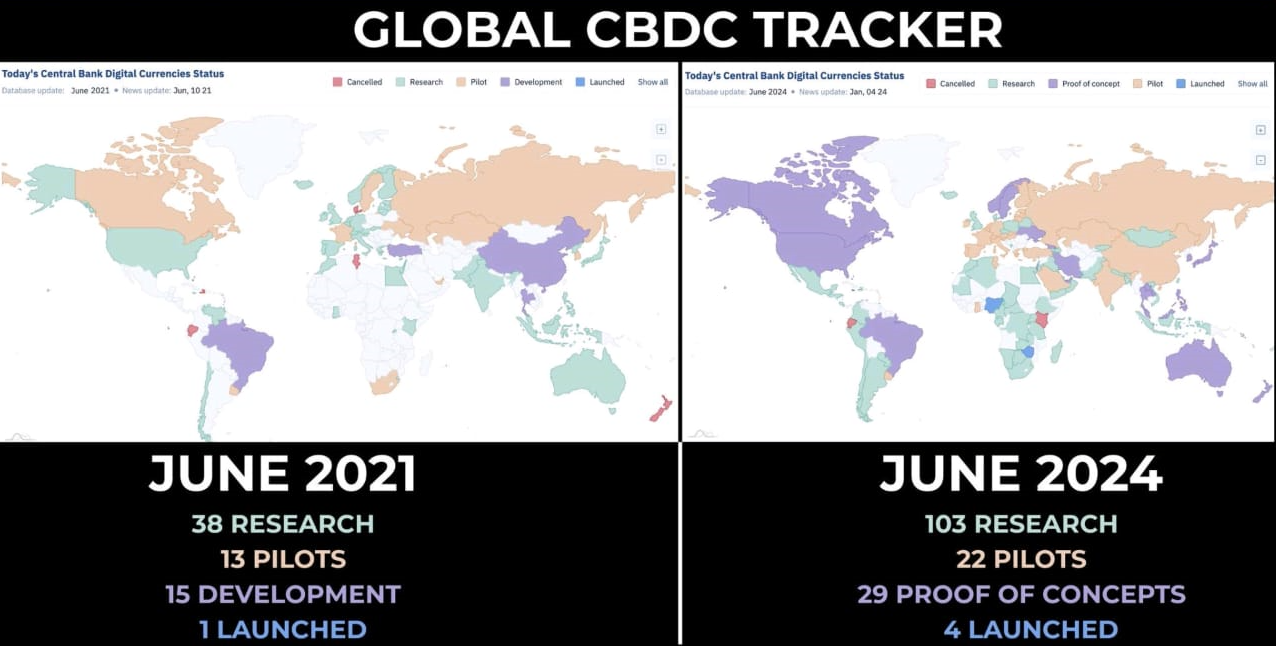 GLOBAL CBDC TRACKER
Today's Central Bank Digital Currencies Status
Cancelled Research Pilot Development Launched Show all
Database update: June 2021 • News update: Jun, 10 21
Today's Central Bank Digital Currencies Status
Cancelled Research Proof of concept Pilot Launched Show all
Database update: June 2024 • News update: Jan, 04 24
JUNE 2021
38 RESEARCH
13 PILOTS
15 DEVELOPMENT
1 LAUNCHED
JUNE 2024
103 RESEARCH
22 PILOTS
29 PROOF OF CONCEPTS
4 LAUNCHED